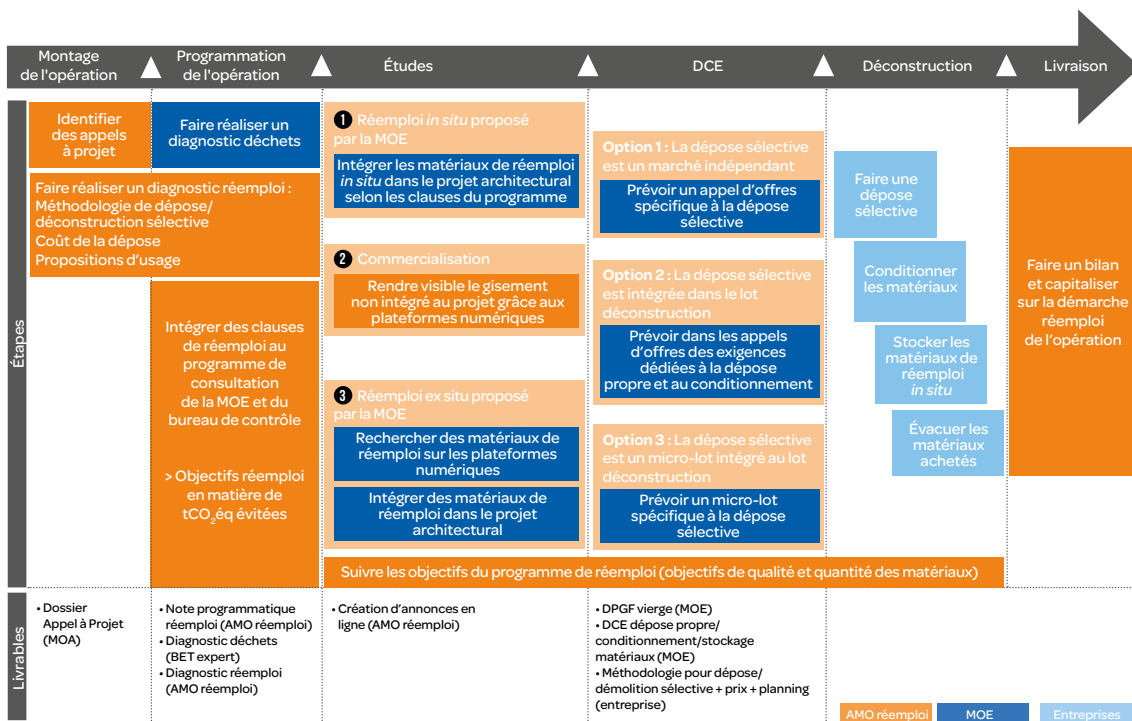 Montage
de l'opération
Programmation
de l'opération
Études
DCE
Déconstruction
Livraison
Étapes
Identifier
des appels
à projet
Faire réaliser un
diagnostic déchets
Faire réaliser un diagnostic réemploi :
Méthodologie de dépose/
déconstruction sélective
Coût de la dépose
Propositions d'usage
Intégrer des clauses
de réemploi au
programme de
consultation
de la MOE et du
bureau de contrôle
> Objectifs réemploi
en matière de
tCO₂éq évitées
1 Réemploi in situ proposé
par la MOE
Intégrer les matériaux de réemploi
in situ dans le projet architectural
selon les clauses du programme
2 Commercialisation
Rendre visible le gisement
non intégré au projet grâce aux
plateformes numériques
3 Réemploi ex situ proposé
par la MOE
Rechercher des matériaux de
réemploi sur les plateformes
numériques
Intégrer des matériaux de
réemploi dans le projet
architectural
Option 1 : La dépose sélective
est un marché indépendant
Prévoir un appel d'offres
spécifique à la dépose
sélective
Option 2 : La dépose sélective
est intégrée dans le lot
déconstruction
Prévoir dans les appels
d'offres des exigences
dédiées à la dépose
propre et au conditionnement
Option 3 : La dépose sélective
est un micro-lot intégré au lot
déconstruction
Prévoir un micro-lot
spécifique à la dépose
sélective
Faire une
dépose
sélective
Conditionner
les matériaux
Stocker les
matériaux de
réemploi
in situ
Évacuer les
matériaux
achetés
Faire un bilan
et capitaliser
sur la démarche
réemploi
de l'opération
Suivre les objectifs du programme de réemploi (objectifs de qualité et quantité des matériaux)
Livrables
• Dossier
Appel à Projet
(MOA)
• Note programmatique
réemploi (AMO réemploi)
• Diagnostic déchets
(BET expert)
• Diagnostic réemploi
(AMO réemploi)
• Création d'annonces en
ligne (AMO réemploi)
• DPGF vierge (MOE)
• DCE dépose propre/
conditionnement/stockage
matériaux (MOE)
• Méthodologie pour dépose/
démolition sélective + prix + planning
(entreprise)
AMO réemploi
MOE
Entreprises